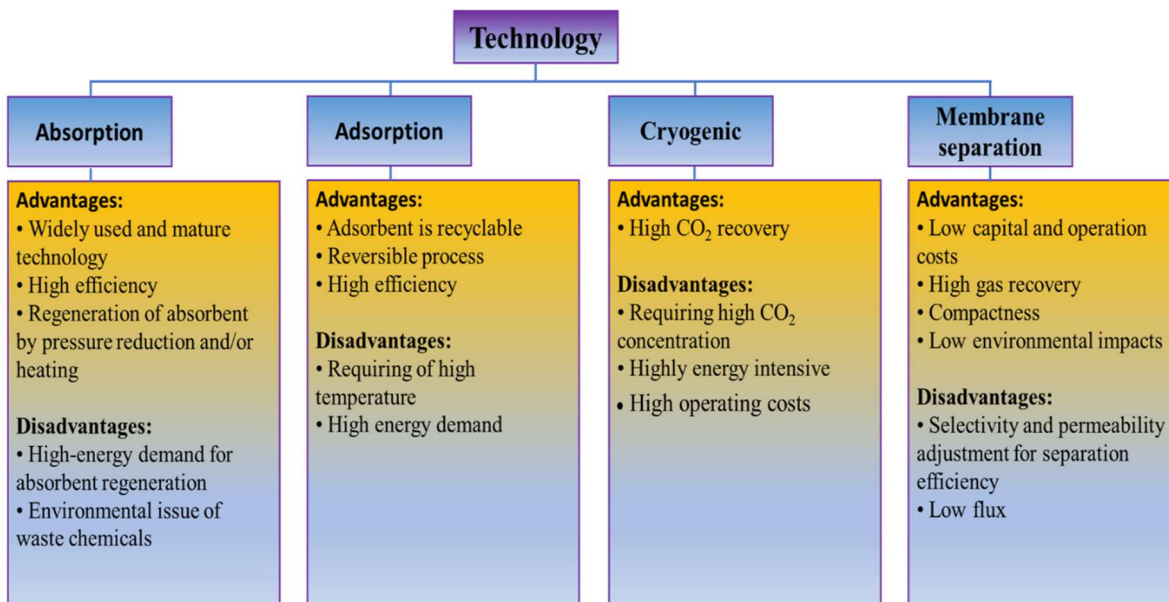 Technology
Absorption
Advantages:
• Widely used and mature
technology
• High efficiency
• Regeneration of absorbent
by pressure reduction and/or
heating
Disadvantages:
• High-energy demand for
absorbent regeneration
• Environmental issue of
waste chemicals
Adsorption
Advantages:
• Adsorbent is recyclable
• Reversible process
• High efficiency
Disadvantages:
• Requiring of high
temperature
• High energy demand
Cryogenic
Advantages:
• High CO₂ recovery
Disadvantages:
• Requiring high CO₂
concentration
• Highly energy intensive
• High operating costs
Membrane
separation
Advantages:
• Low capital and operation
costs
• High gas recovery
• Compactness
• Low environmental impacts
Disadvantages:
• Selectivity and permeability
adjustment for separation
efficiency
• Low flux